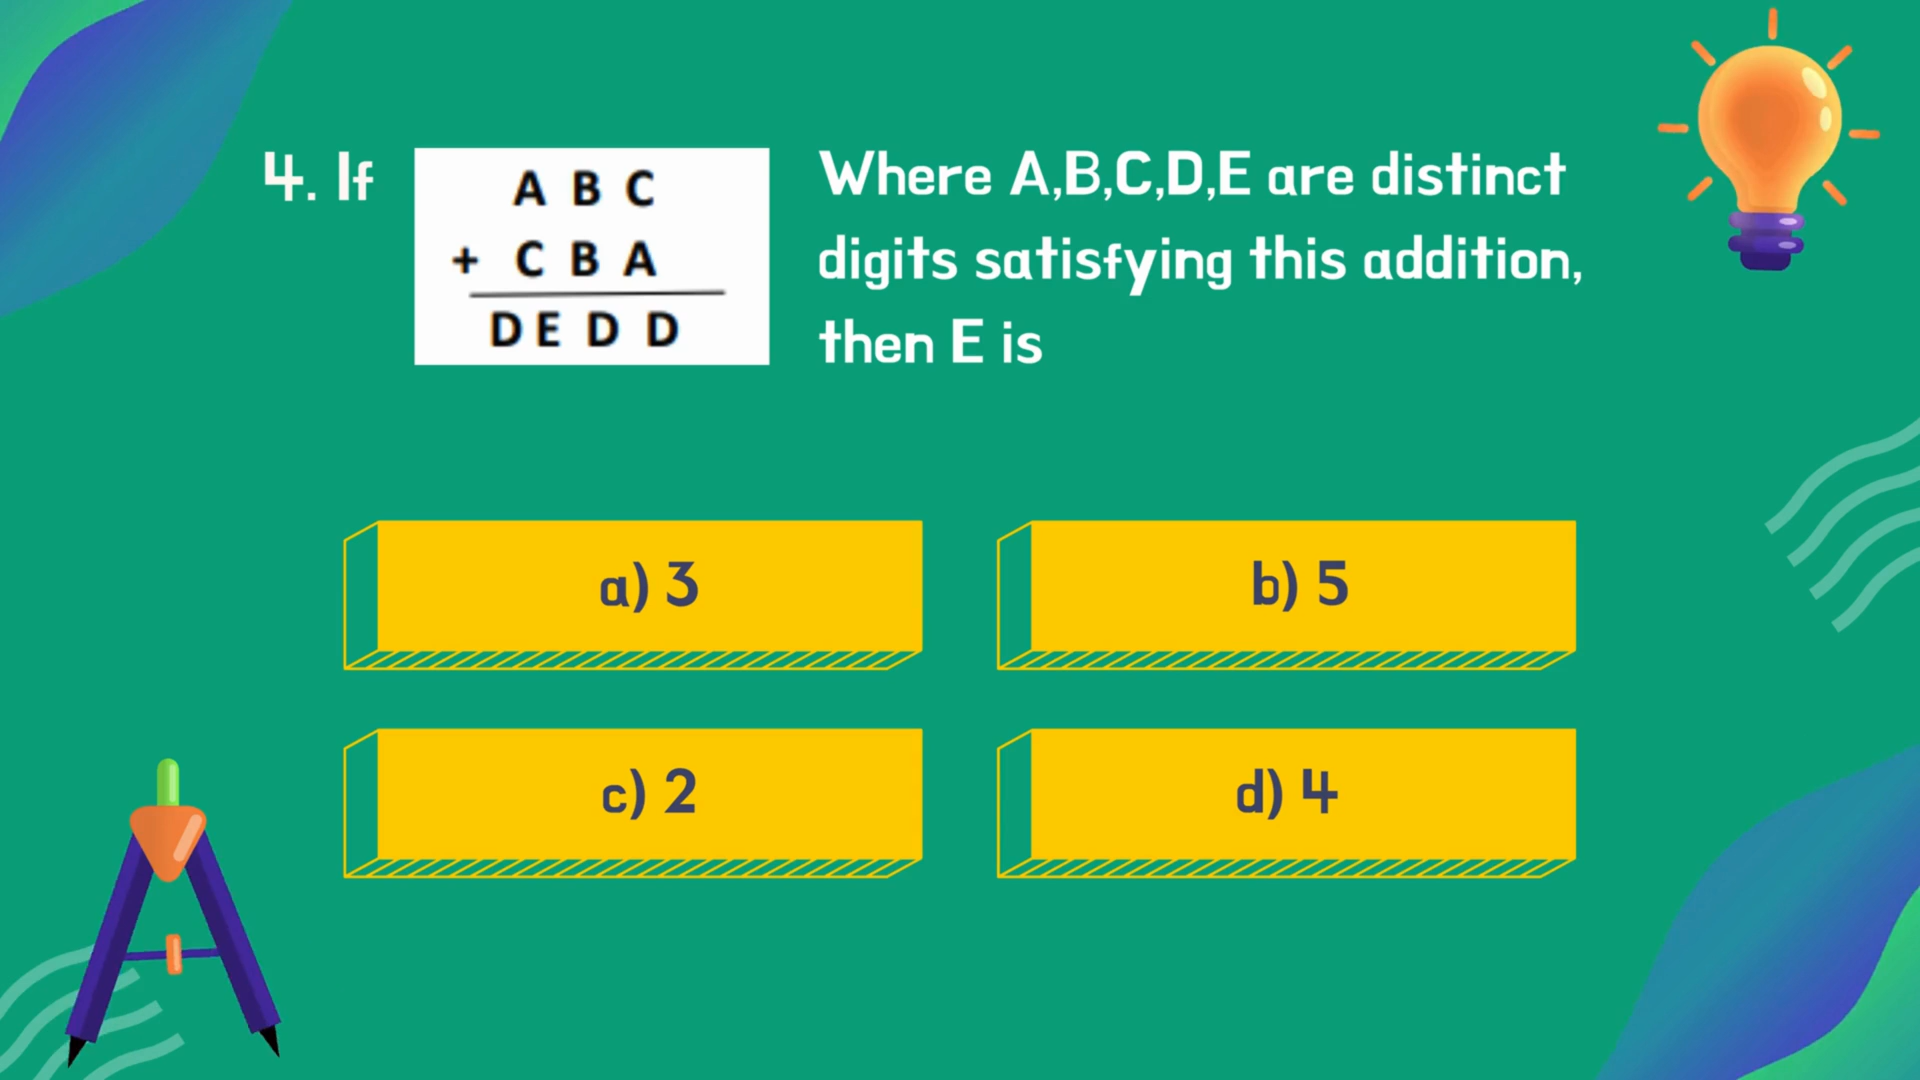 4. If
A B C
+ C B A
D E D D
Where A,B,C,D,E are distinct
digits satisfying this addition,
then E is
a) 3
b) 5
c) 2
d) 4